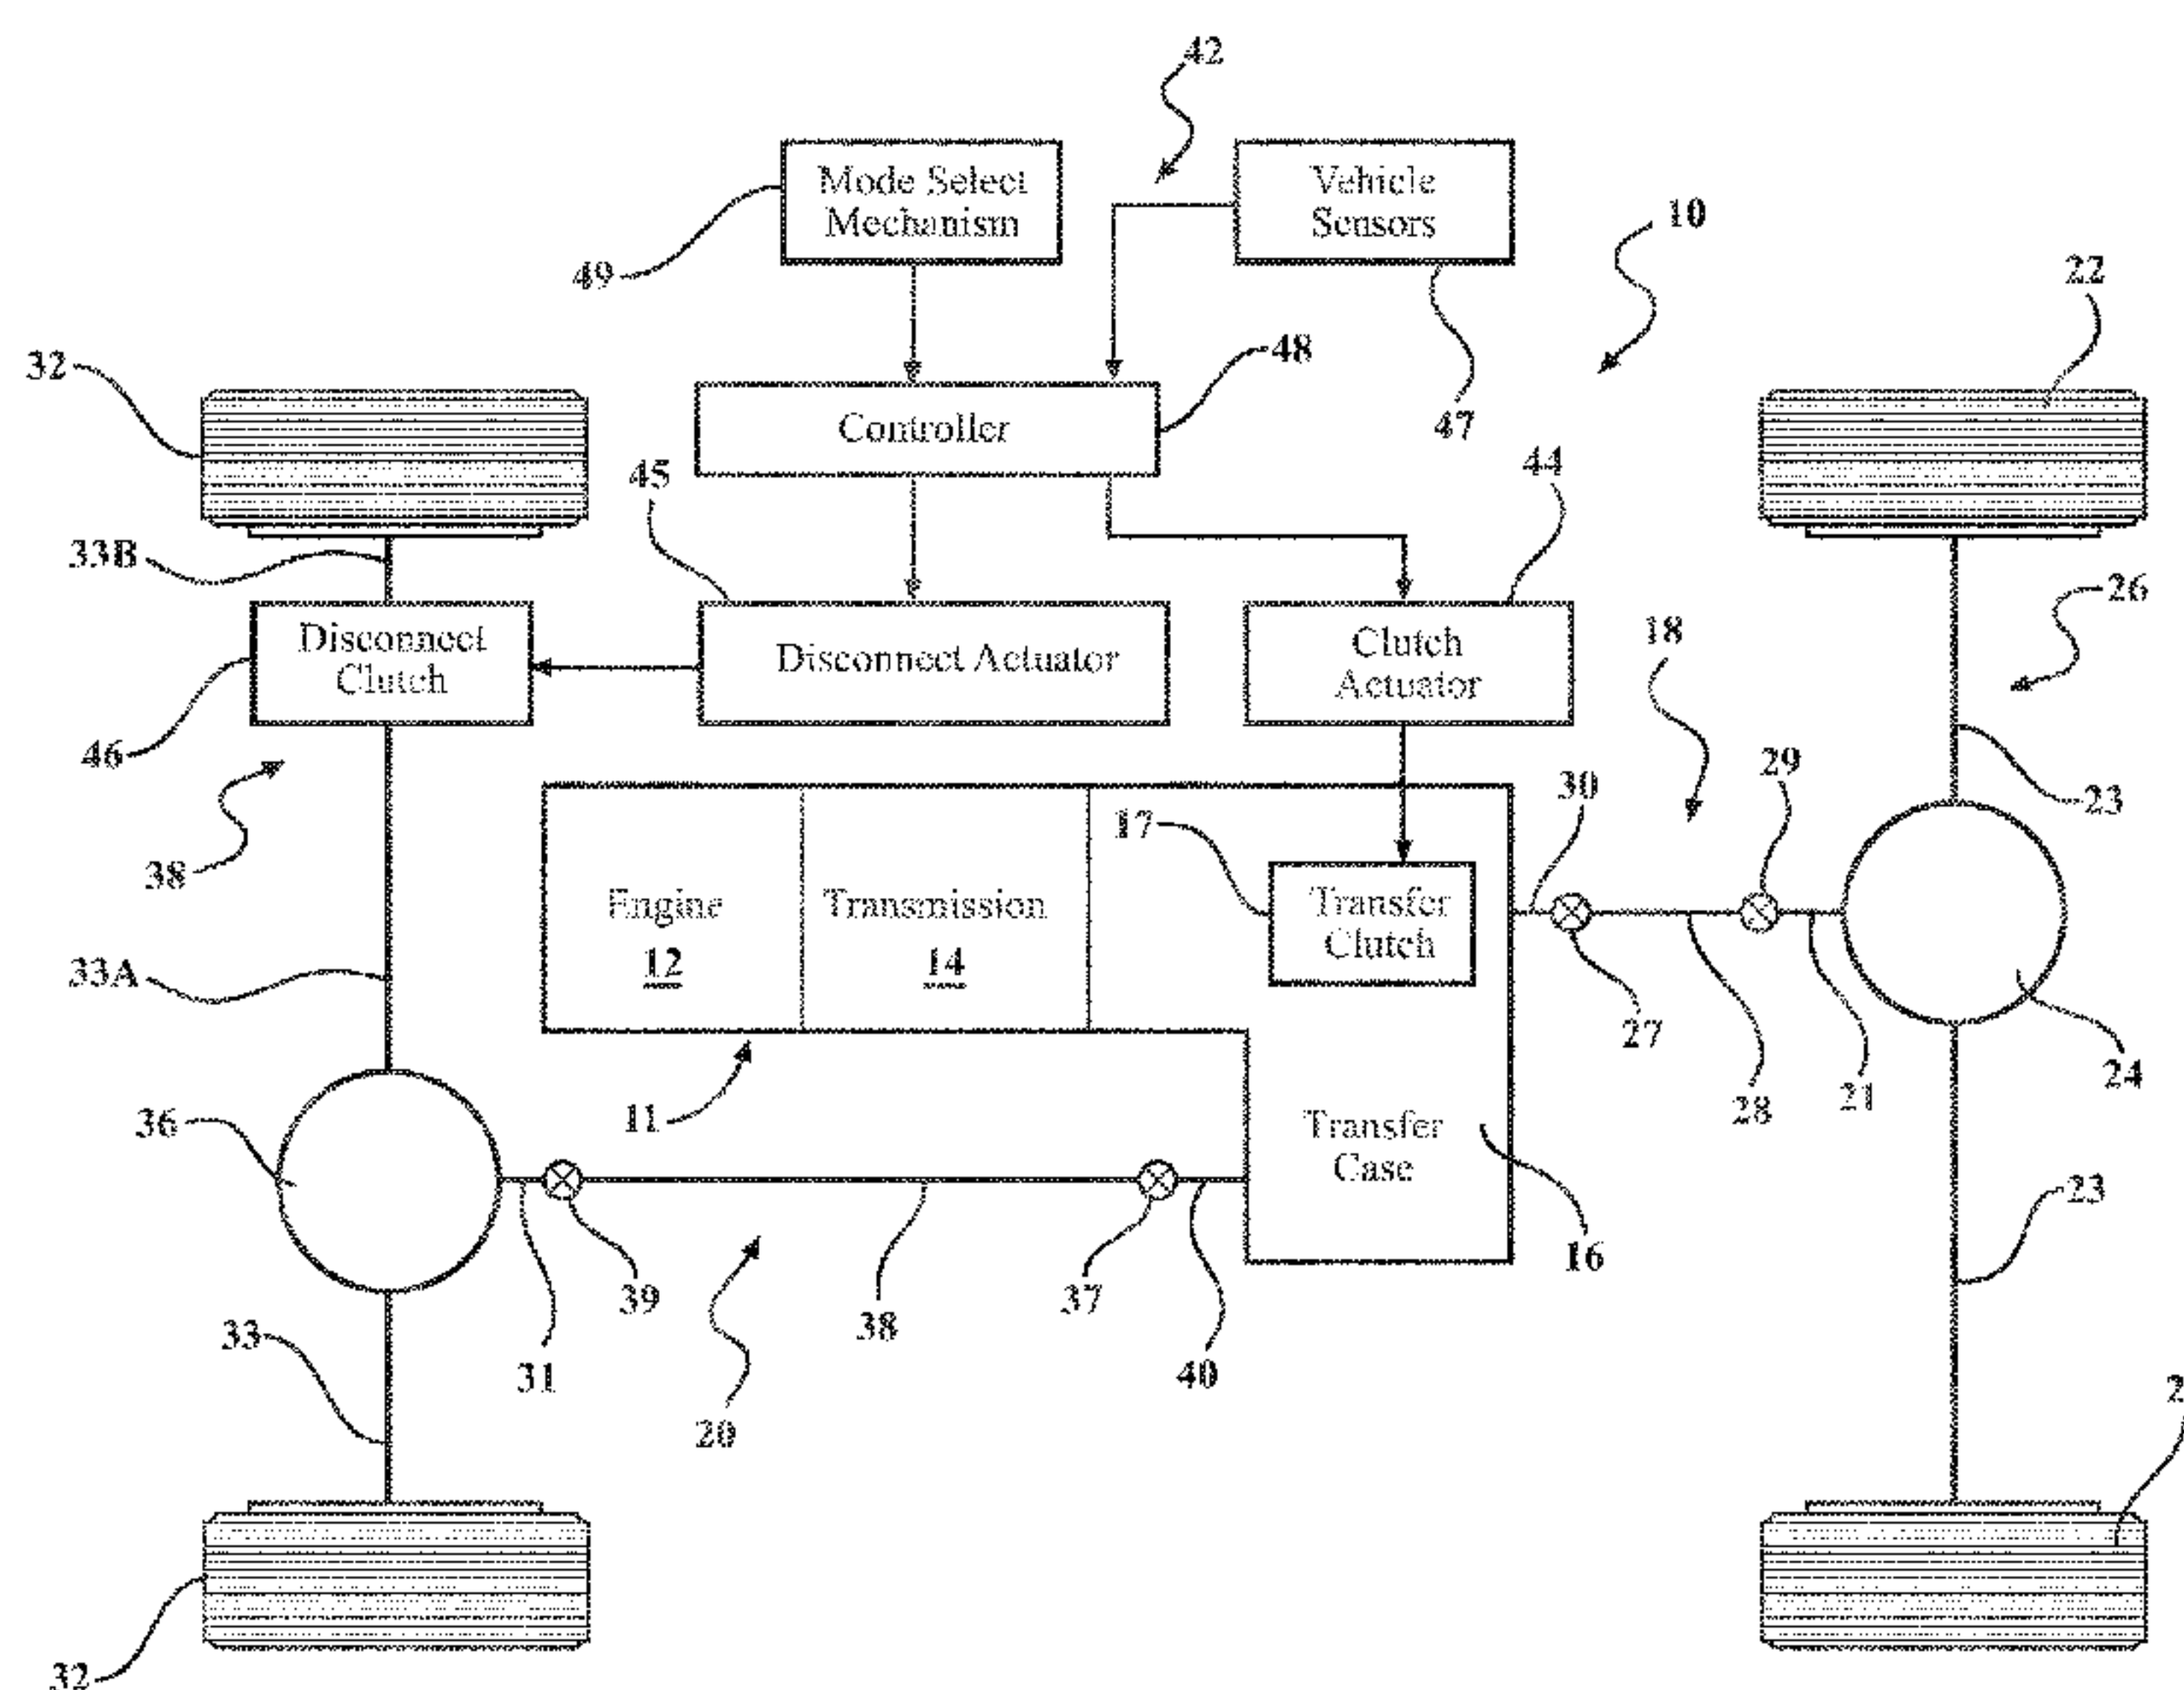 42
Mode Select
Mechanism
Vehicle
Sensors
10
49
22
32
48
Controller
47
45
44
33B
26
Disconnect
Clutch
Disconnect Actuator
Clutch
Actuator
18
46
29
30
23
17
38
Engine
12
Transmission
14
Transfer
Clutch
33A
27
24
28
21
36
11
Transfer
Case
23
16
39
38
37
33
31
40
20
2
32